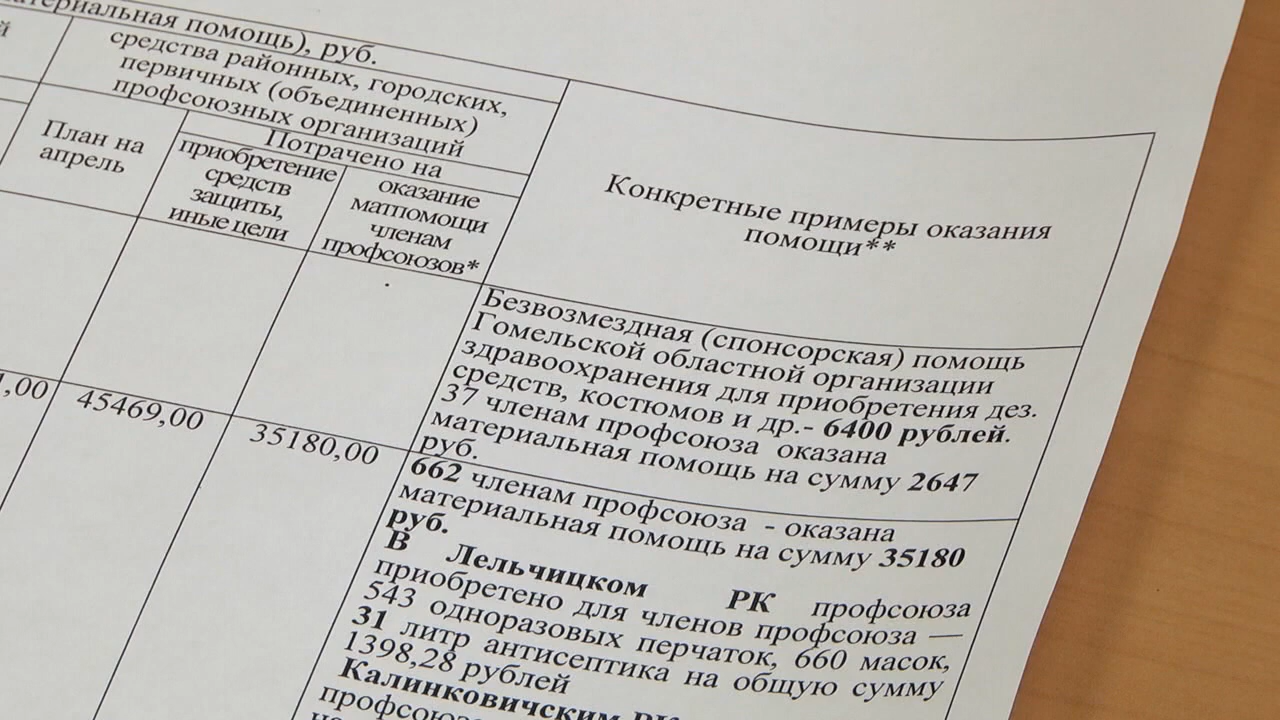 материальная помощь), руб.
средства районных, городских,
первичных (объединенных)
профсоюзных организаций
План на
апрель
Потрачено на
приобретение
средств
защиты,
иные цели
оказание
матпомощи
членам
профсоюзов*
Конкретные примеры оказания
помощи**
Безвозмездная (спонсорская) помощь
Гомельской областной организации
здравоохранения для приобретения дез.
средств, костюмов и др.- 6400 рублей.
37 членам профсоюза оказана
материальная помощь на сумму 2647
руб.
1,00
45469,00
35180,00
662 членам профсоюза - оказана
материальная помощь на сумму 35180
руб.
В Лельчицком РК профсоюза
приобретено для членов профсоюза —
543 одноразовых перчаток, 660 масок,
31 литр антисептика на общую сумму
1398,28 рублей
Калинковичским РК